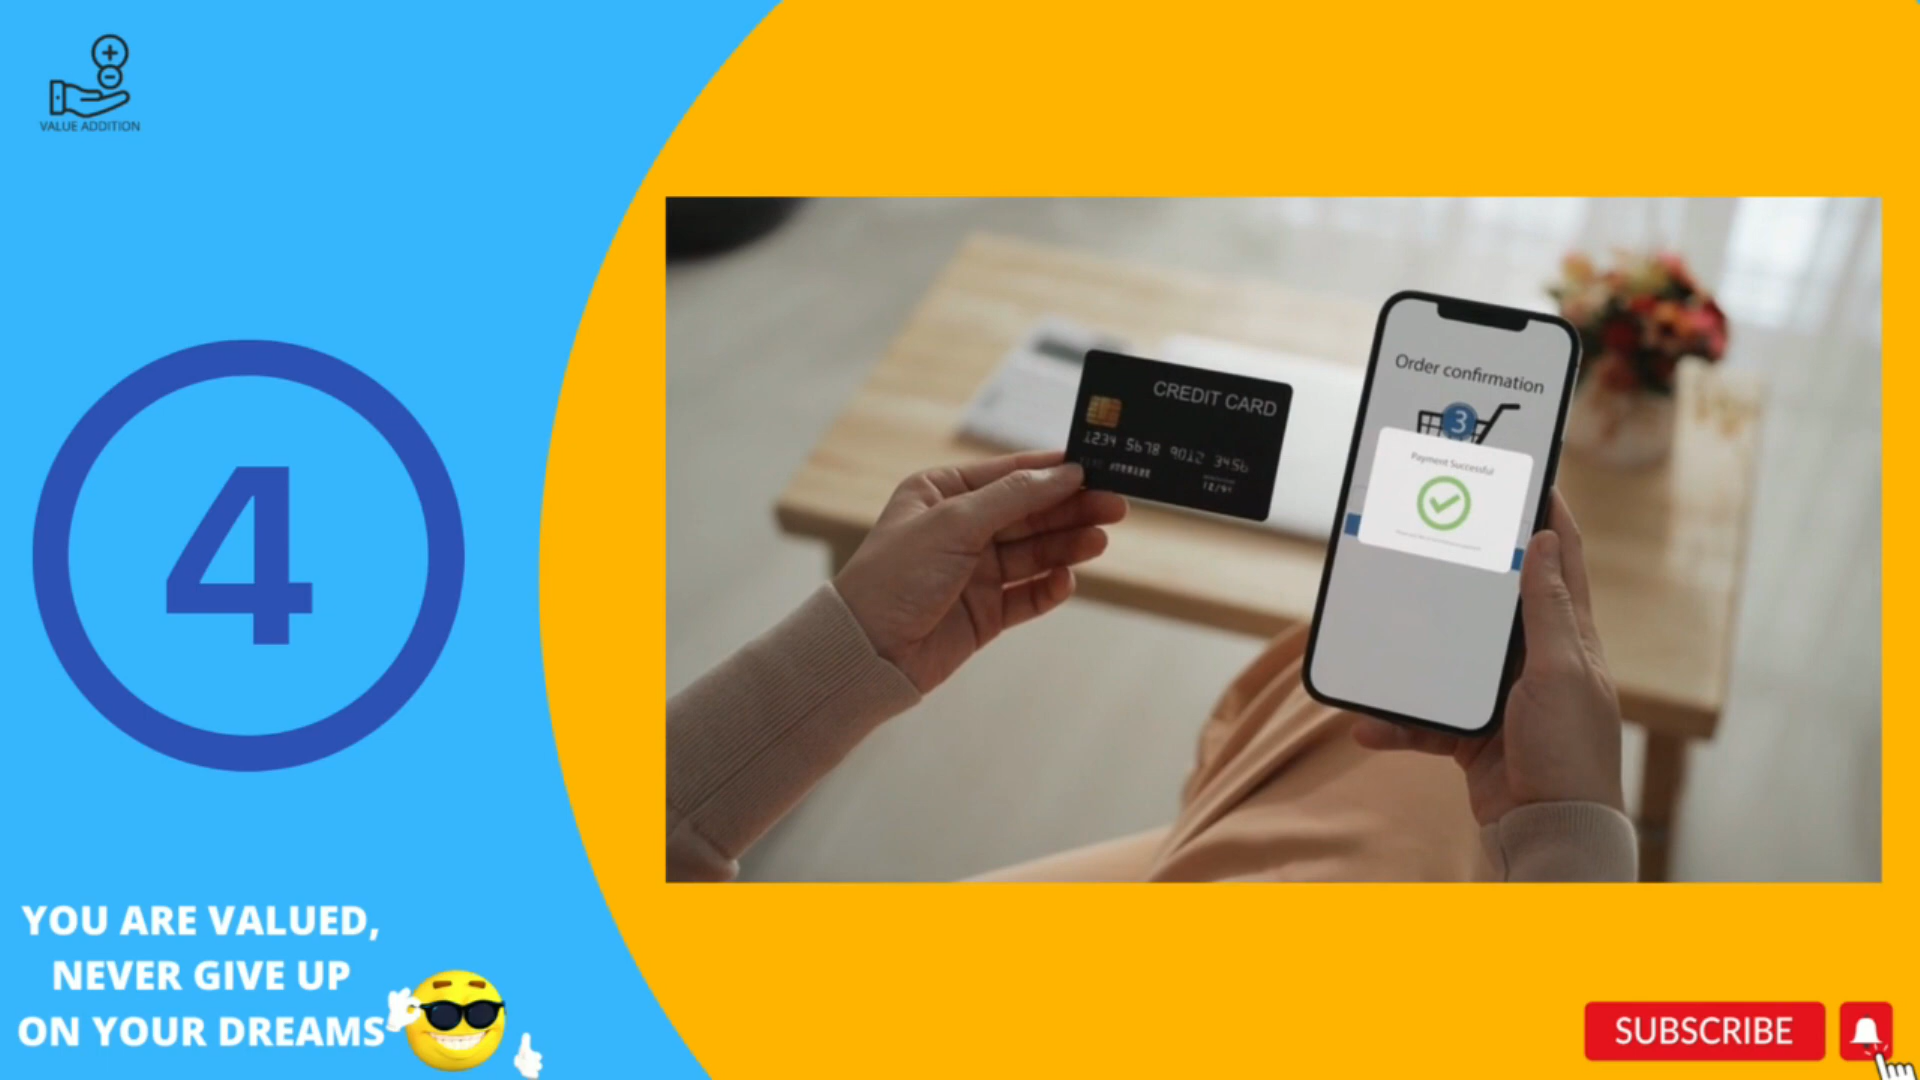 VALUE ADDITION
4
YOU ARE VALUED,
NEVER GIVE UP
ON YOUR DREAMS
CREDIT CARD
1234 5678 9012 3456
Order confirmation
3
Payment Successful
SUBSCRIBE